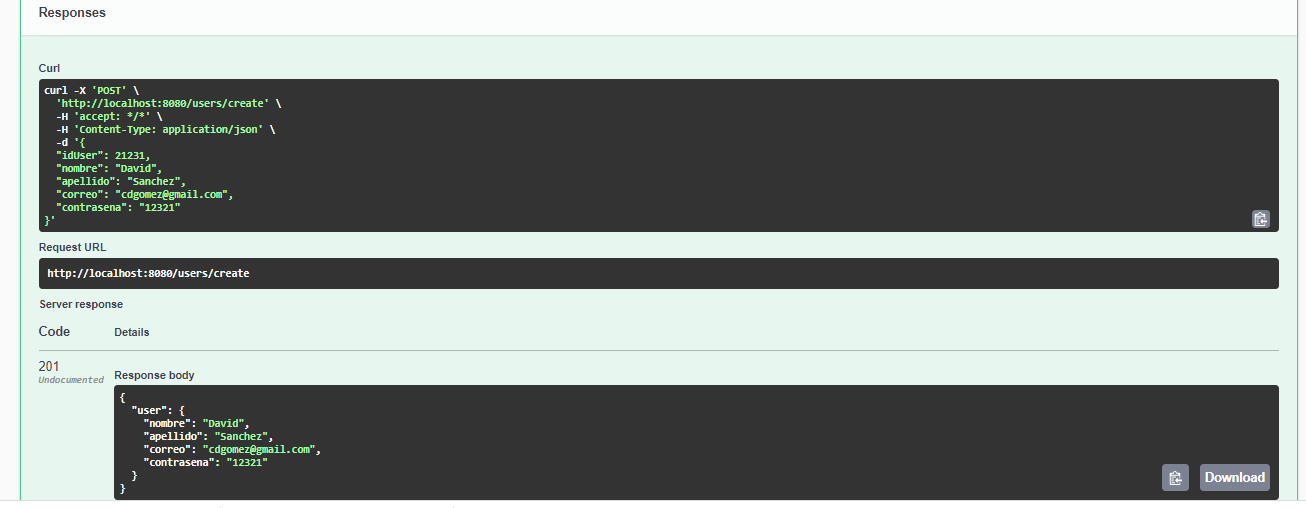 Responses
Curl
curl -X 'POST' \
  'http://localhost:8080/users/create' \
  -H 'accept: */*' \
  -H 'Content-Type: application/json' \
  -d '{
  "idUser": 21231,
  "nombre": "David",
  "apellido": "Sanchez",
  "correo": "cdgomez@gmail.com",
  "contrasena": "12321"
}'
Request URL
http://localhost:8080/users/create
Server response
Code Details
201
Undocumented
Response body
{
  "user": {
    "nombre": "David",
    "apellido": "Sanchez",
    "correo": "cdgomez@gmail.com",
    "contrasena": "12321"
  }
}
Download